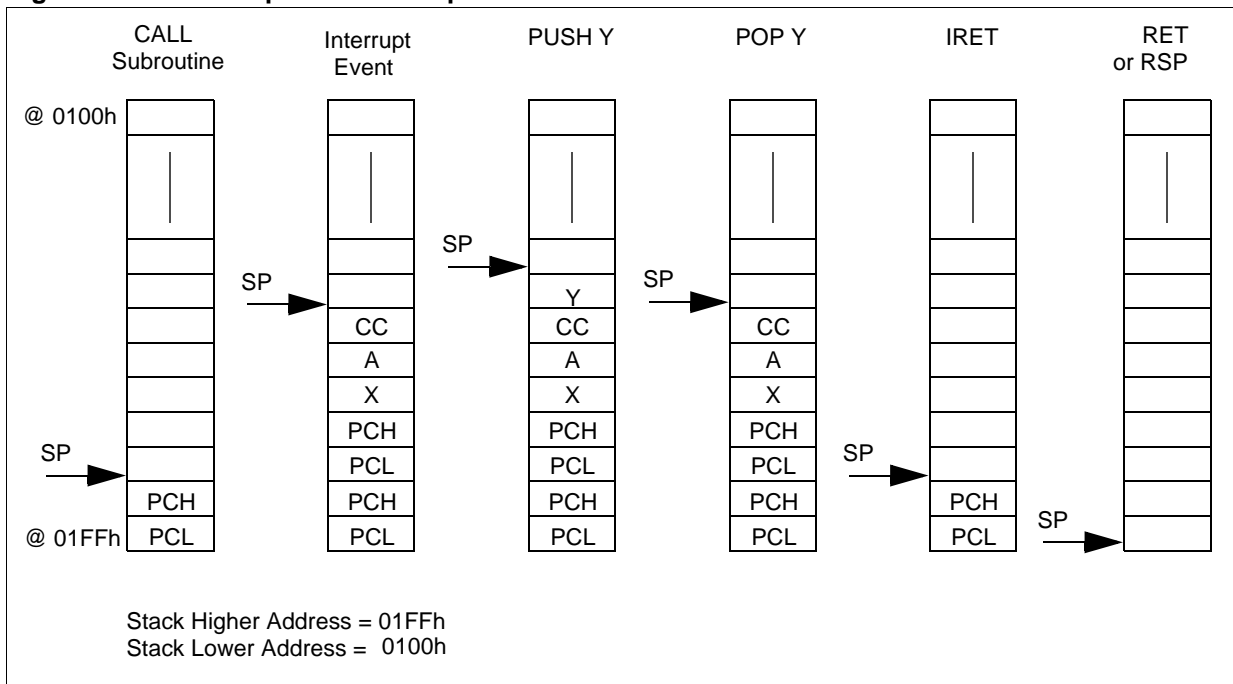 CALL
Subroutine
Interrupt
Event
PUSH Y
POP Y
IRET
RET
or RSP
@ 0100h
SP
PCH
@ 01FFh PCL
SP
CC
A
X
PCH
PCL
PCH
PCL
SP
Y
CC
A
X
PCH
PCL
PCH
PCL
SP
CC
A
X
PCH
PCL
PCH
PCL
SP
PCH
PCL
SP
Stack Higher Address = 01FFh
Stack Lower Address = 0100h